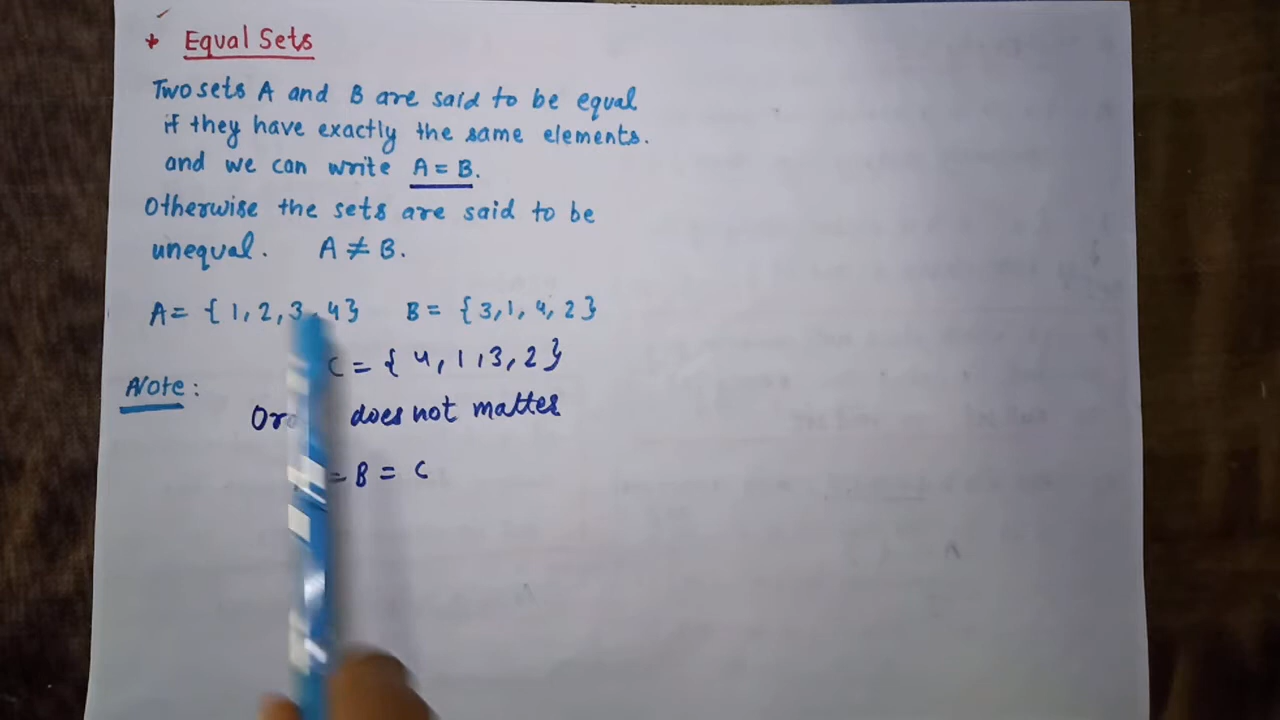 * Equal Sets
Two sets A and B are said to be equal
if they have exactly the same elements.
and we can write A = B.
Otherwise the sets are said to be
unequal. A ≠ B.
A = { 1, 2, 3, 4 } B = { 3, 1, 4, 2 }
C = { 4, 1, 3, 2 }
Note :
does not matter
= B = C